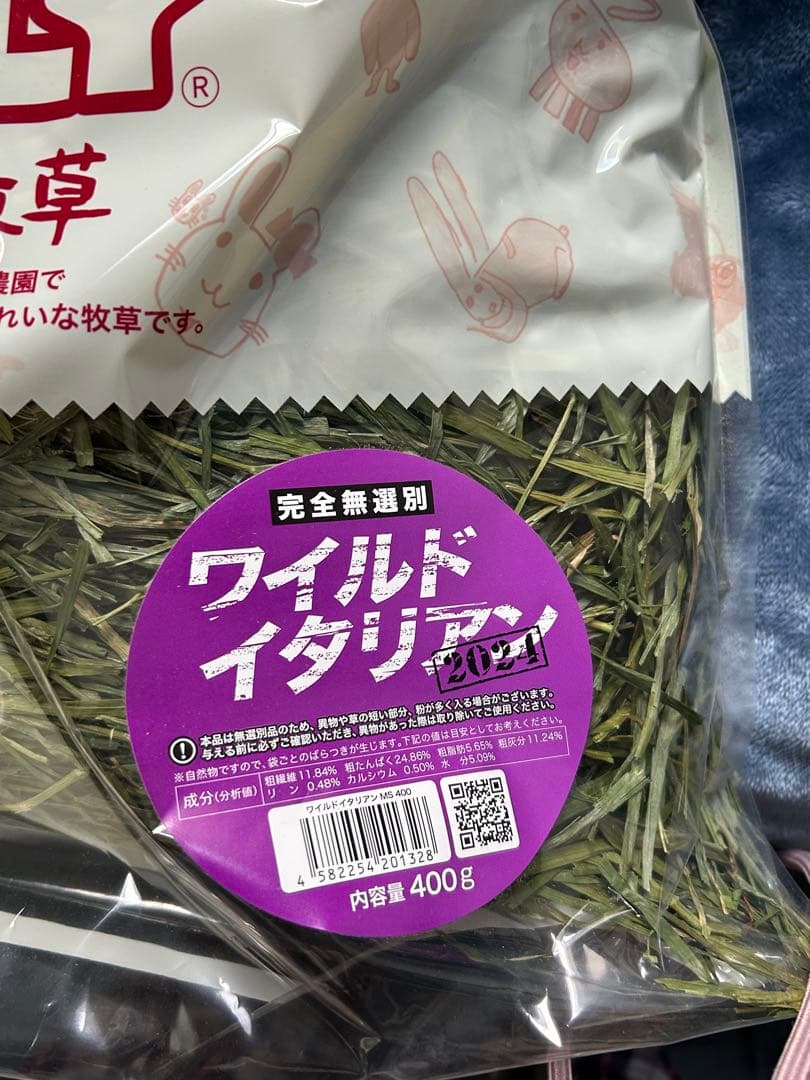 ®
牧草
農園で
れいな牧草です。
完全無選別
ワイルド
イタリアン
2024
本品は無選別品のため、異物や草の短い部分、粉が多く入る場合がございます。
与える前に必ずご確認いただき、異物があった際は取り除いてご使用ください。
※自然物ですので、袋ごとのばらつきが生じます。下記の値は目安としてお考えください。
成分(分析値) 粗繊維11.84% 粗たんぱく24.86% 粗脂肪5.65% 粗灰分11.24%
リン 0.48% カルシウム 0.50% 水 分5.09%
ワイルドイタリアン MS 400
4 582254 201328
内容量 400g